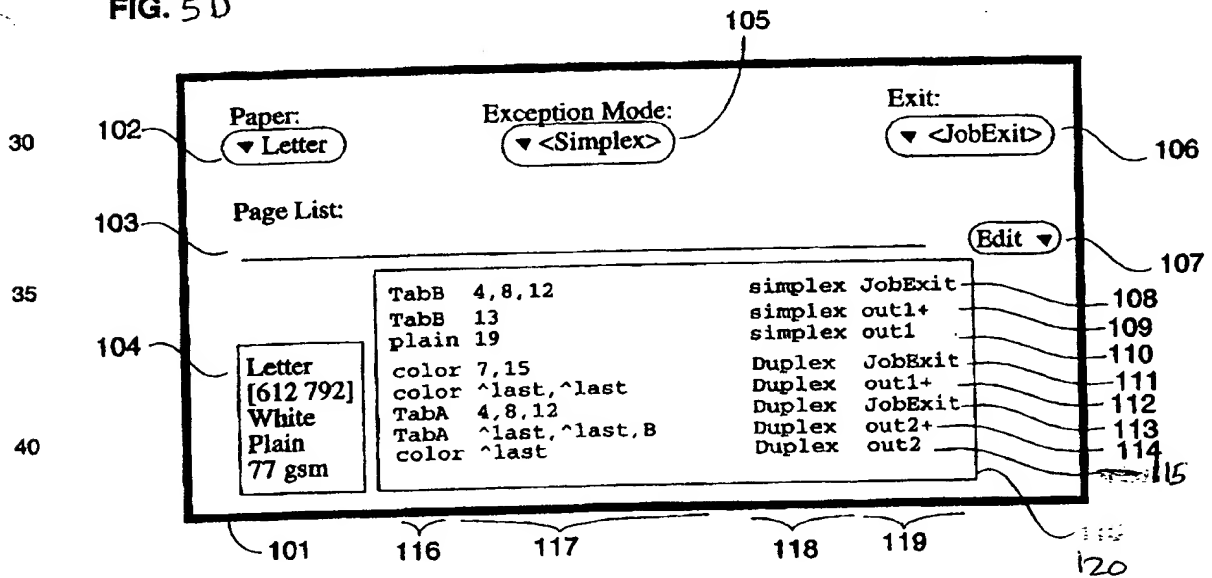 FIG. 5D
105
Paper: Exception Mode: Exit:
30 102 ▼ Letter ▼ <Simplex> ▼ <JobExit> 106
Page List:
103
Edit ▼ 107
35 TabB 4,8,12 simplex JobExit 108
TabB 13 simplex out1+ 109
plain 19 simplex out1 110
104
Letter color 7,15 Duplex JobExit 111
[612 792] color ^last,^last Duplex out1+ 112
White TabA 4,8,12 Duplex JobExit 113
40 Plain TabA ^last,^last,B Duplex out2+ 114
77 gsm color ^last Duplex out2 115
101 116 117 118 119
120